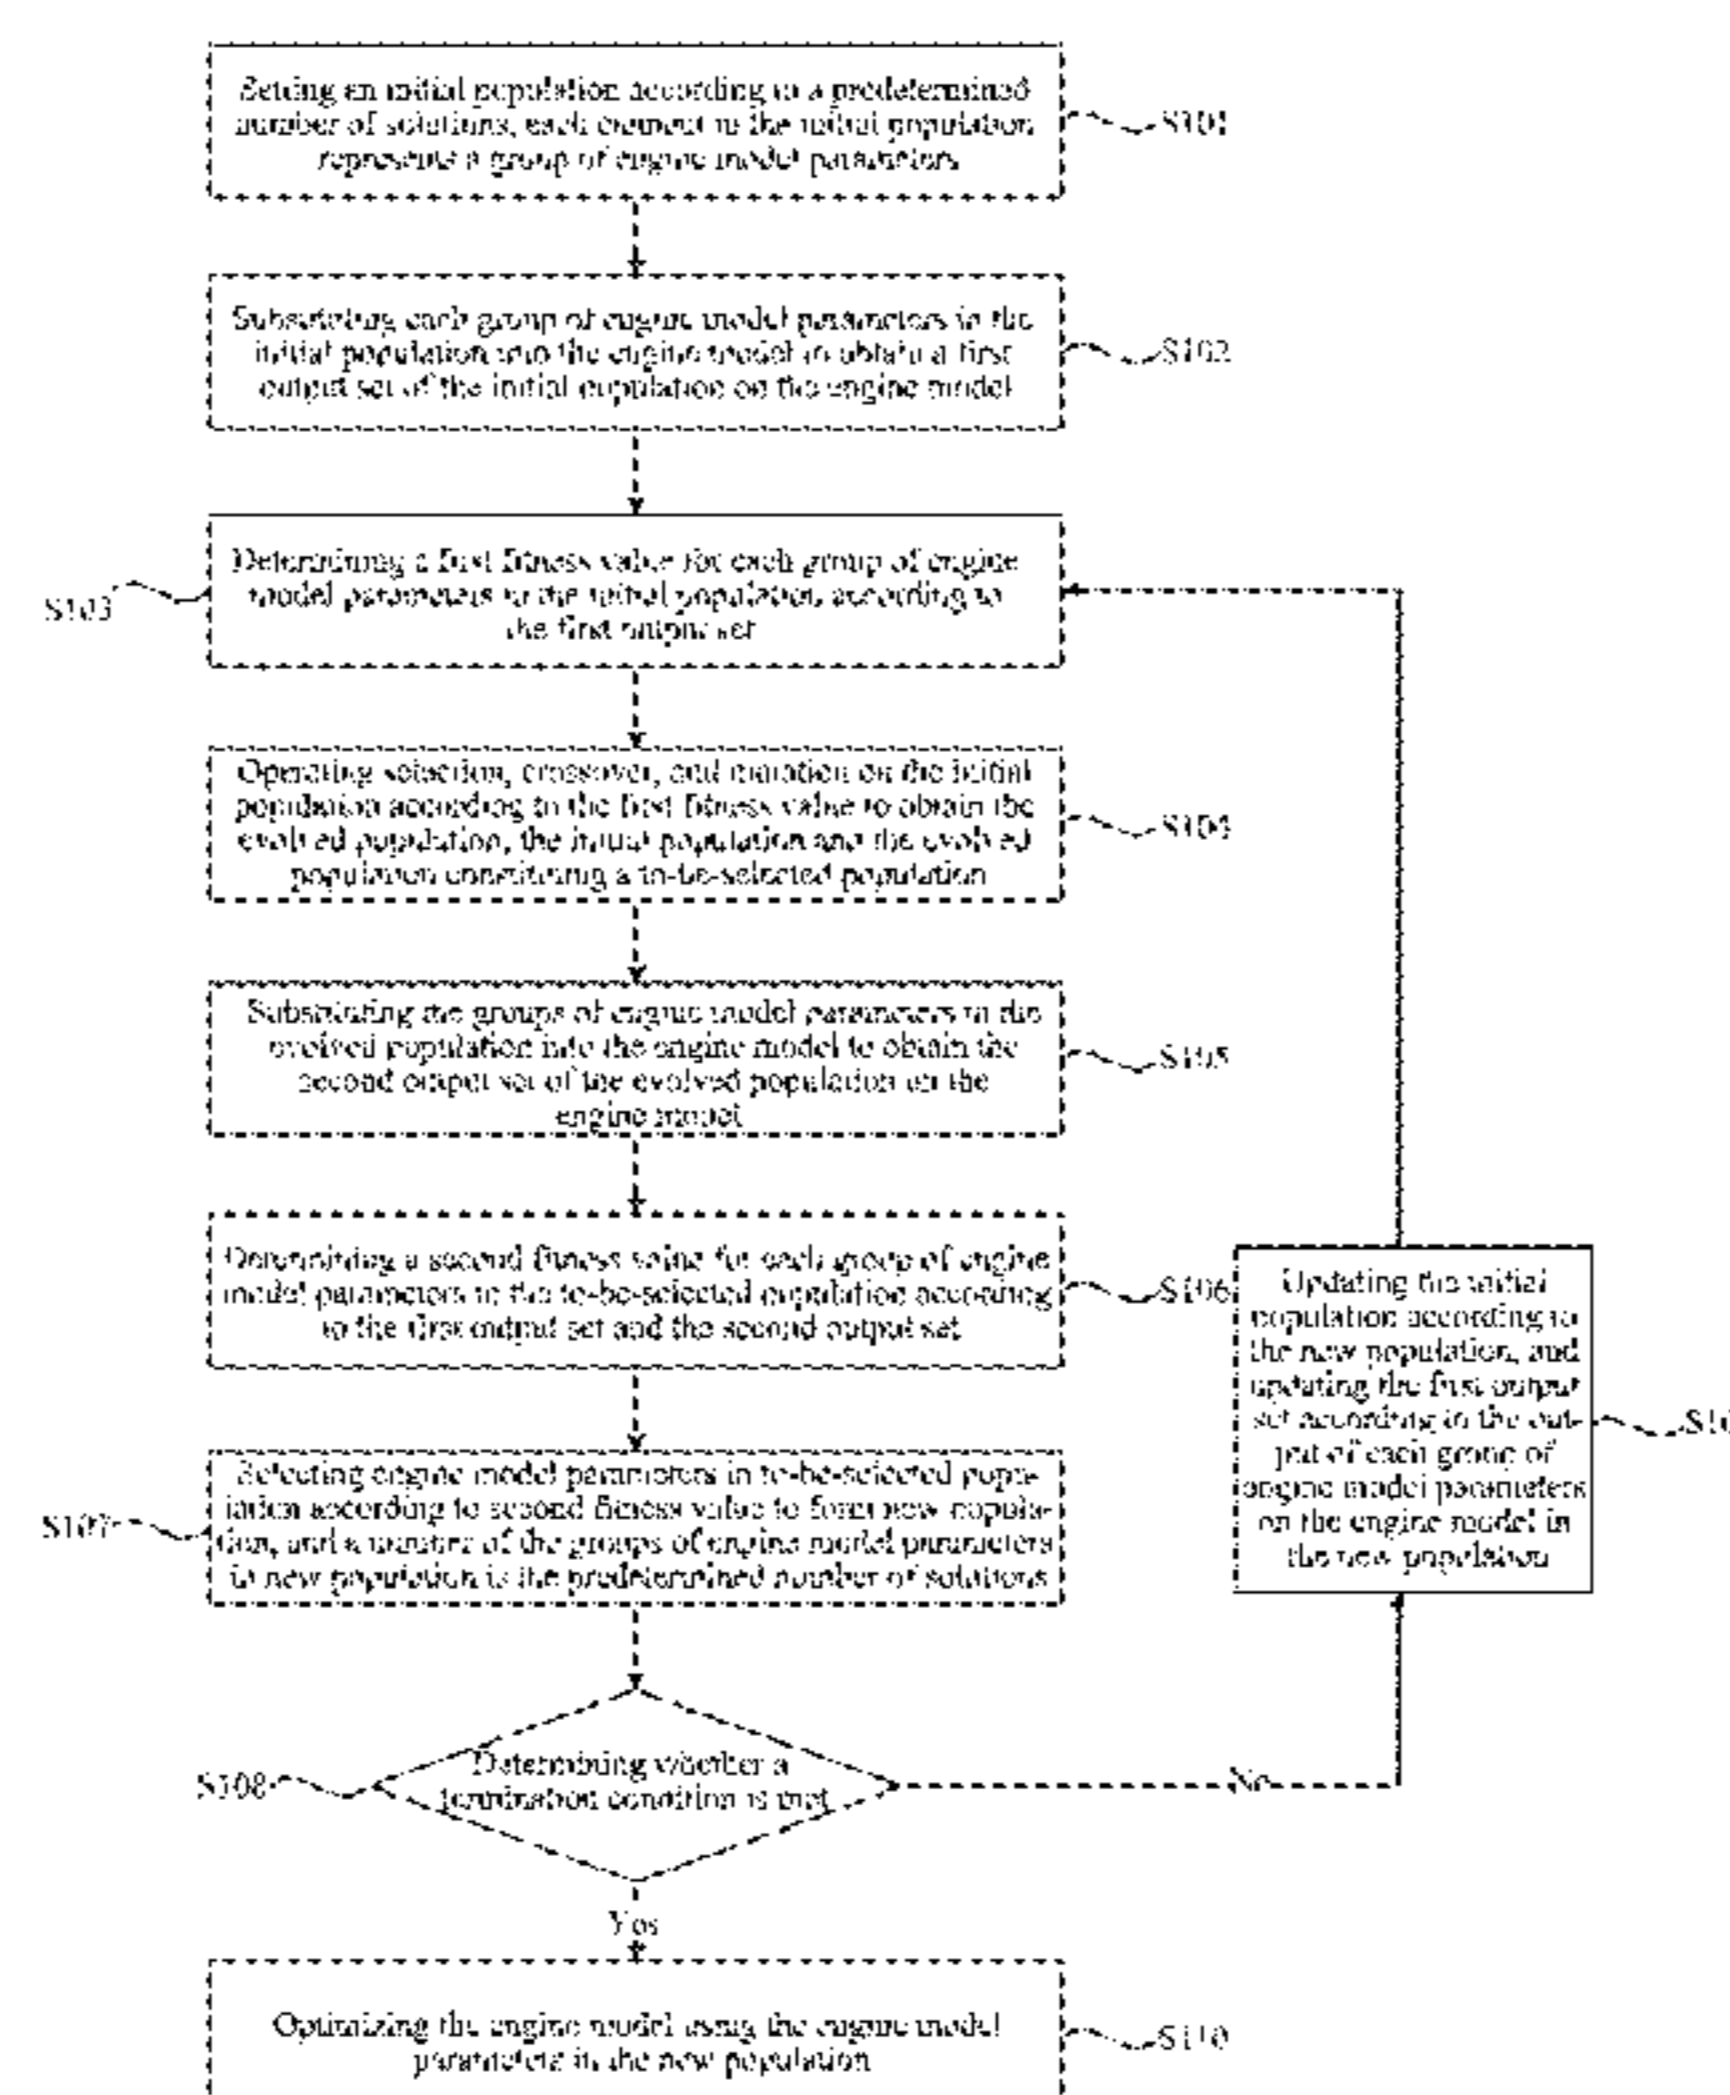 Setting an initial population according to a predetermined
number of solutions, each element in the initial population
represents a group of engine model parameters
S101
Substituting each group of engine model parameters in the
initial population into the engine model to obtain a first
output set of the initial population on the engine model
S102
Determining a first fitness value for each group of engine
model parameters in the initial population according to
the first output set
S103
Operating selection, crossover, and mutation on the initial
population according to the first fitness value to obtain the
evolved population, the initial population and the evolved
population constituting a to-be-selected population
S104
Substituting the groups of engine model parameters in the
evolved population into the engine model to obtain the
second output set of the evolved population on the
engine model
S105
Determining a second fitness value for each group of engine
model parameters in the to-be-selected population according
to the first output set and the second output set
S106
Selecting engine model parameters in to-be-selected popu-
lation according to second fitness value to form new popula-
tion, and a number of the groups of engine model parameters
in new population is the predetermined number of solutions
S107
Determining whether a
termination condition is met
S108
No
Updating the initial
population according to
the new population, and
updating the first output
set according to the out-
put of each group of
engine model parameters
on the engine model in
the new population
Yes
Optimizing the engine model using the engine model
parameters in the new population
S110